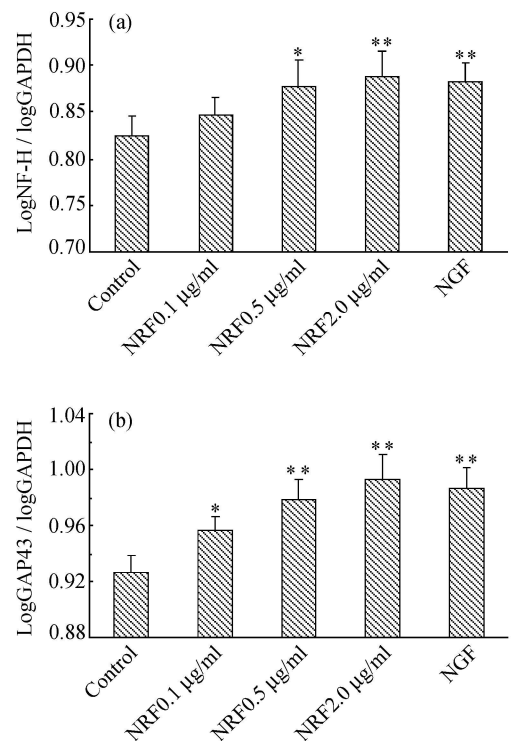 (a)
LogNF-H / logGAPDH
0.95
0.90
0.85
0.80
0.75
0.70
*
**
**
Control
NRF0.1 μg/ml
NRF0.5 μg/ml
NRF2.0 μg/ml
NGF
(b)
LogGAP43 / logGAPDH
1.04
1.00
0.96
0.92
0.88
*
**
**
**
Control
NRF0.1 μg/ml
NRF0.5 μg/ml
NRF2.0 μg/ml
NGF